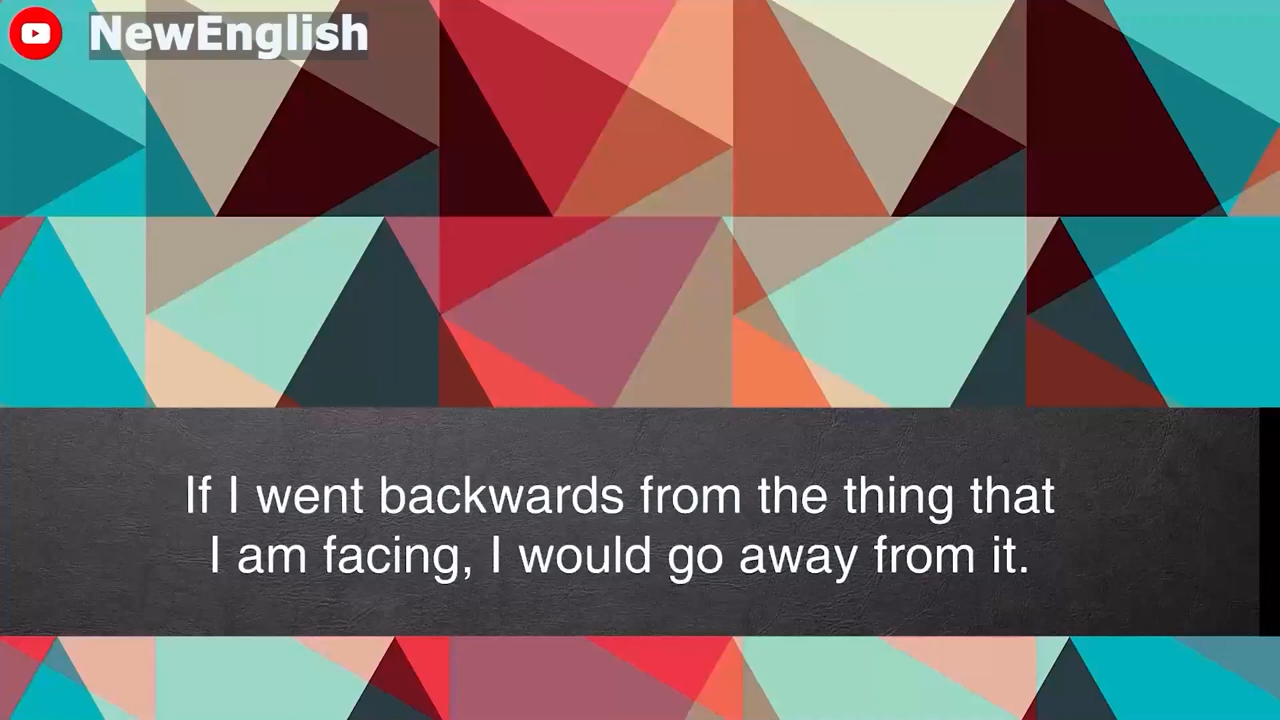 NewEnglish
If I went backwards from the thing that
I am facing, I would go away from it.